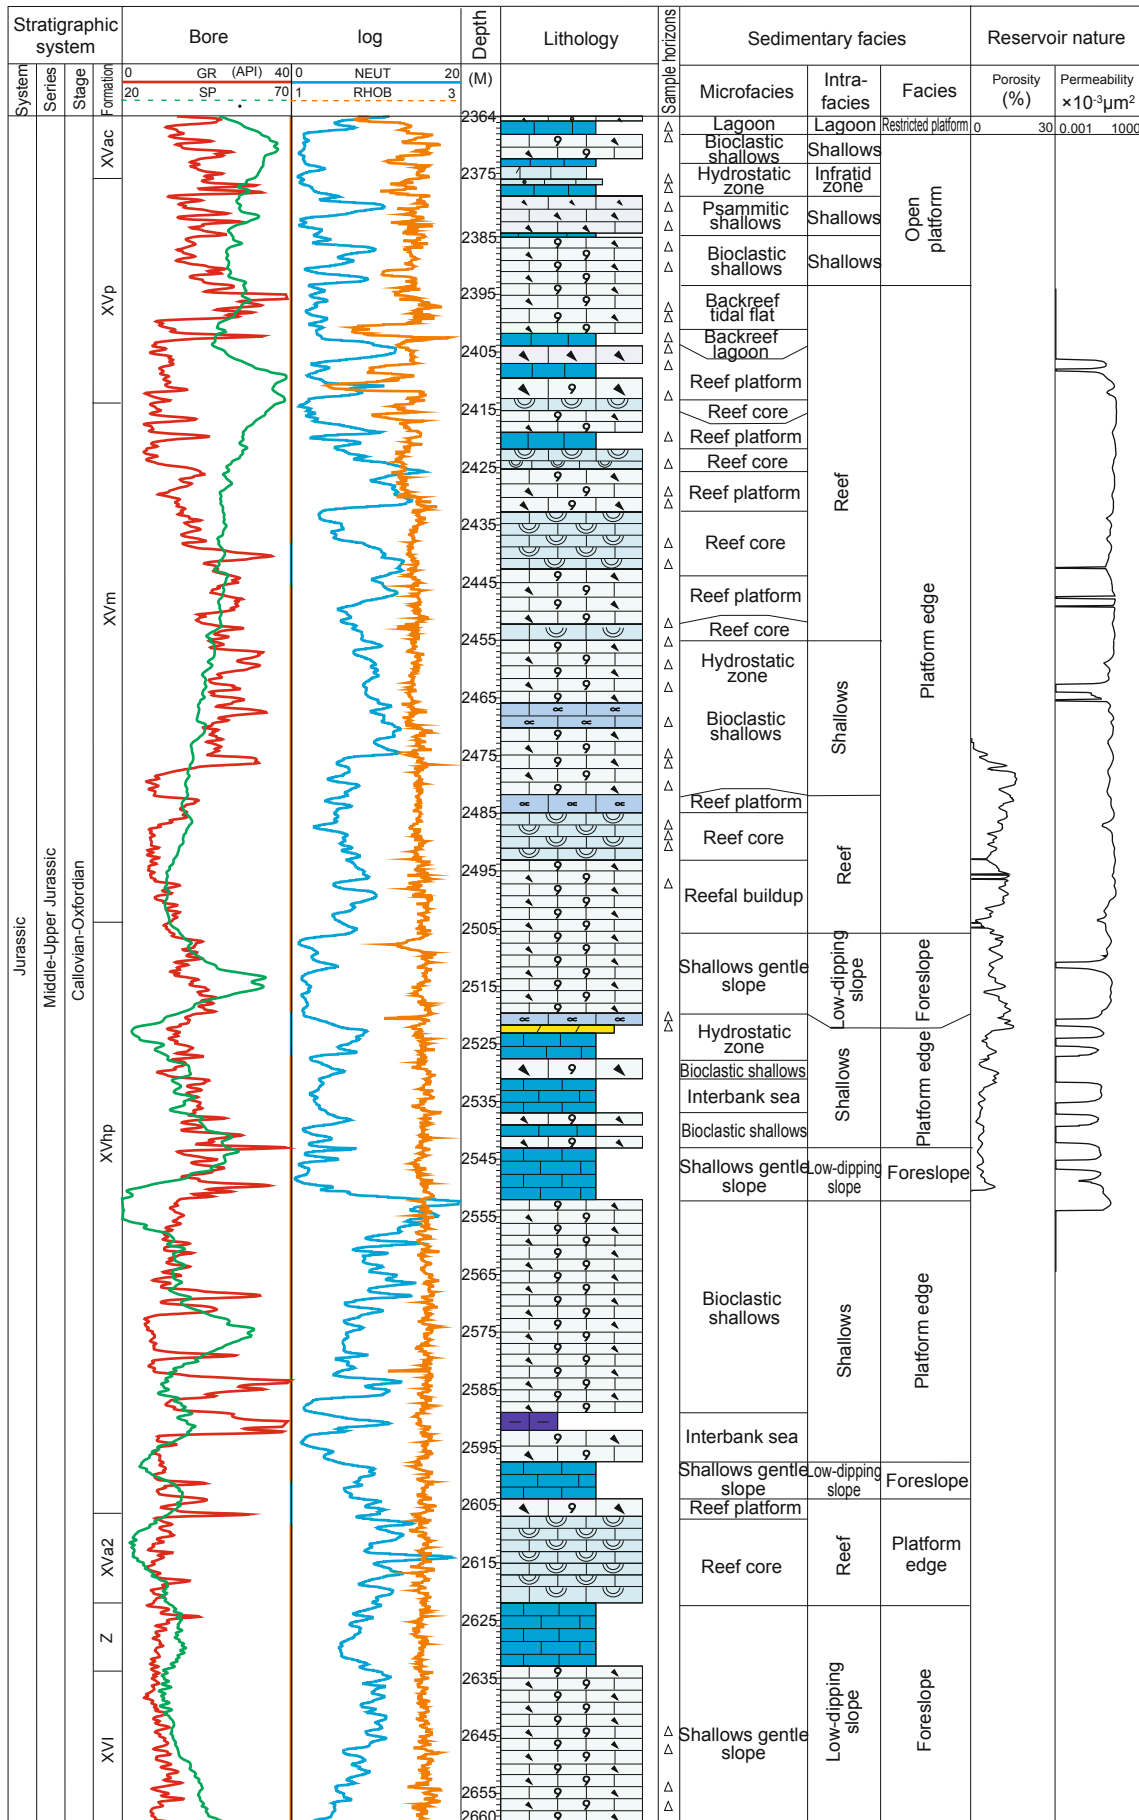 Stratigraphic
system
Bore
log
Depth
Lithology
Sample horizons
Sedimentary facies
Reservoir nature
System
Series
Stage
Formation
0 GR (API) 40
20 SP 70
0 NEUT 20
1 RHOB 3
(M)
Microfacies
Intra-
facies
Facies
Porosity
(%)
Permeability
×10-³μm²
0 30
0.001 1000
Jurassic
Middle-Upper Jurassic
Callovian-Oxfordian
XVac
XVp
XVm
XVhp
XVa2
Z
XVI
2364
2375
2385
2395
2405
2415
2425
2435
2445
2455
2465
2475
2485
2495
2505
2515
2525
2535
2545
2555
2565
2575
2585
2595
2605
2615
2625
2635
2645
2655
2660
Lagoon
Bioclastic
shallows
Hydrostatic
zone
Psammitic
shallows
Bioclastic
shallows
Backreef
tidal flat
Backreef
lagoon
Reef platform
Reef core
Reef platform
Reef core
Reef platform
Reef core
Reef platform
Reef core
Hydrostatic
zone
Bioclastic
shallows
Reef platform
Reef core
Reefal buildup
Shallows gentle
slope
Hydrostatic
zone
Bioclastic shallows
Interbank sea
Bioclastic shallows
Shallows gentle
slope
Bioclastic
shallows
Interbank sea
Shallows gentle
slope
Reef platform
Reef core
Shallows gentle
slope
Lagoon
Shallows
Infratid
zone
Shallows
Shallows
Reef
Shallows
Reef
Low-dipping
slope
Shallows
Low-dipping
slope
Shallows
Low-dipping
slope
Reef
Low-dipping
slope
Restricted platform
Open
platform
Platform edge
Foreslope
Platform edge
Foreslope
Platform edge
Foreslope
Platform
edge
Foreslope